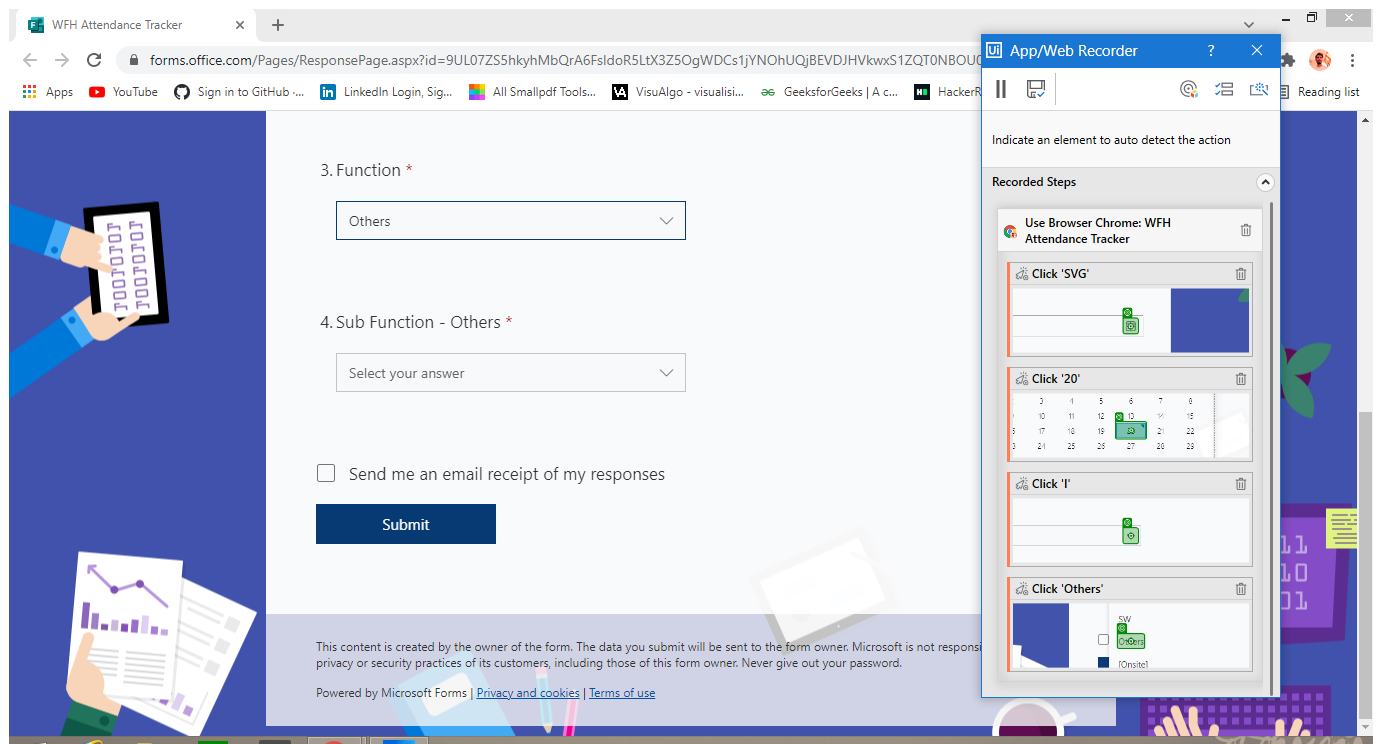 WFH Attendance Tracker
Ui App/Web Recorder ?
forms.office.com/Pages/ResponsePage.aspx?id=9UL07ZS5hkyhMbQrA6FsIdoR5LtX3Z5OgWDCs1jYNOhUQjBEVDJHVkwxS1ZQT0NBOU
Apps YouTube Sign in to GitHub ·... LinkedIn Login, Sig... All Smallpdf Tools... VisuAlgo - visualisi... GeeksforGeeks | A c... HackerR Reading list
3. Function *
Others
4. Sub Function - Others *
Select your answer
Send me an email receipt of my responses
Submit
This content is created by the owner of the form. The data you submit will be sent to the form owner. Microsoft is not responsi
privacy or security practices of its customers, including those of this form owner. Never give out your password.
Powered by Microsoft Forms | Privacy and cookies | Terms of use
Indicate an element to auto detect the action
Recorded Steps
Use Browser Chrome: WFH
Attendance Tracker
Click 'SVG'
Click '20'
3 4 5 6 7 8
10 11 12 13 14 15
17 18 19 20 21 22
24 25 26 27 28 29
Click 'I'
Click 'Others'
SW
Others
[Onsite]
11
10
01